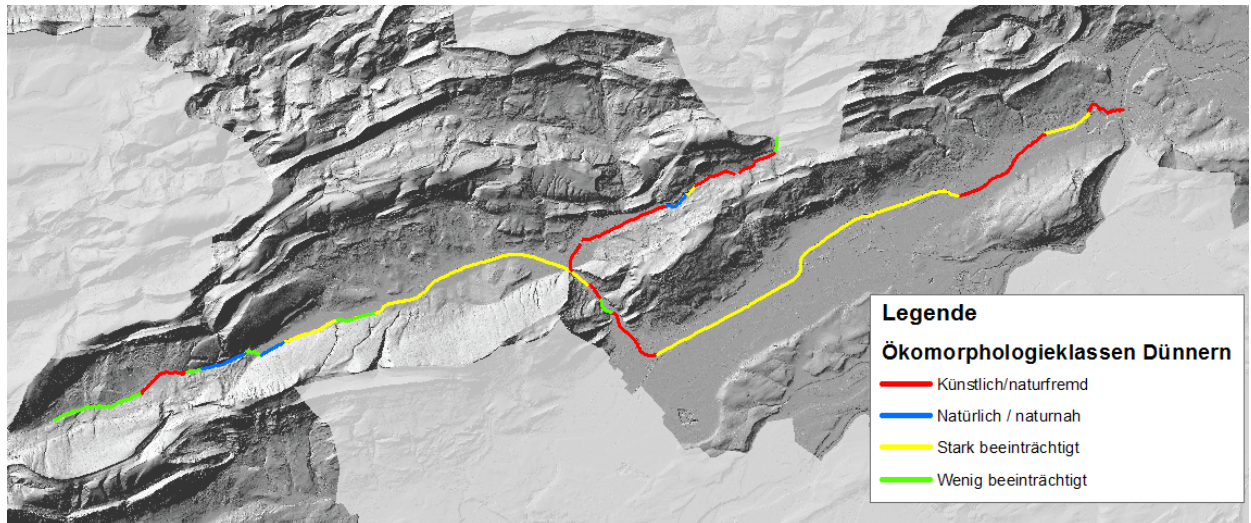 Legende
Ökomorphologieklassen Dünnern
Künstlich/naturfremd
Natürlich / naturnah
Stark beeinträchtigt
Wenig beeinträchtigt